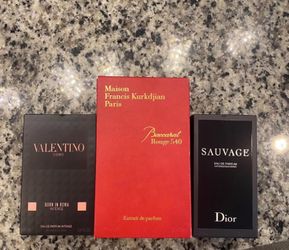 VALENTINO
UOMO
BORN IN ROMA
INTENSE
EAU DE PARFUM INTENSE
Maison
Francis Kurkdjian
Paris
Baccarat
Rouge 540
Extrait de parfum
SAUVAGE
EAU DE PARFUM
Dior